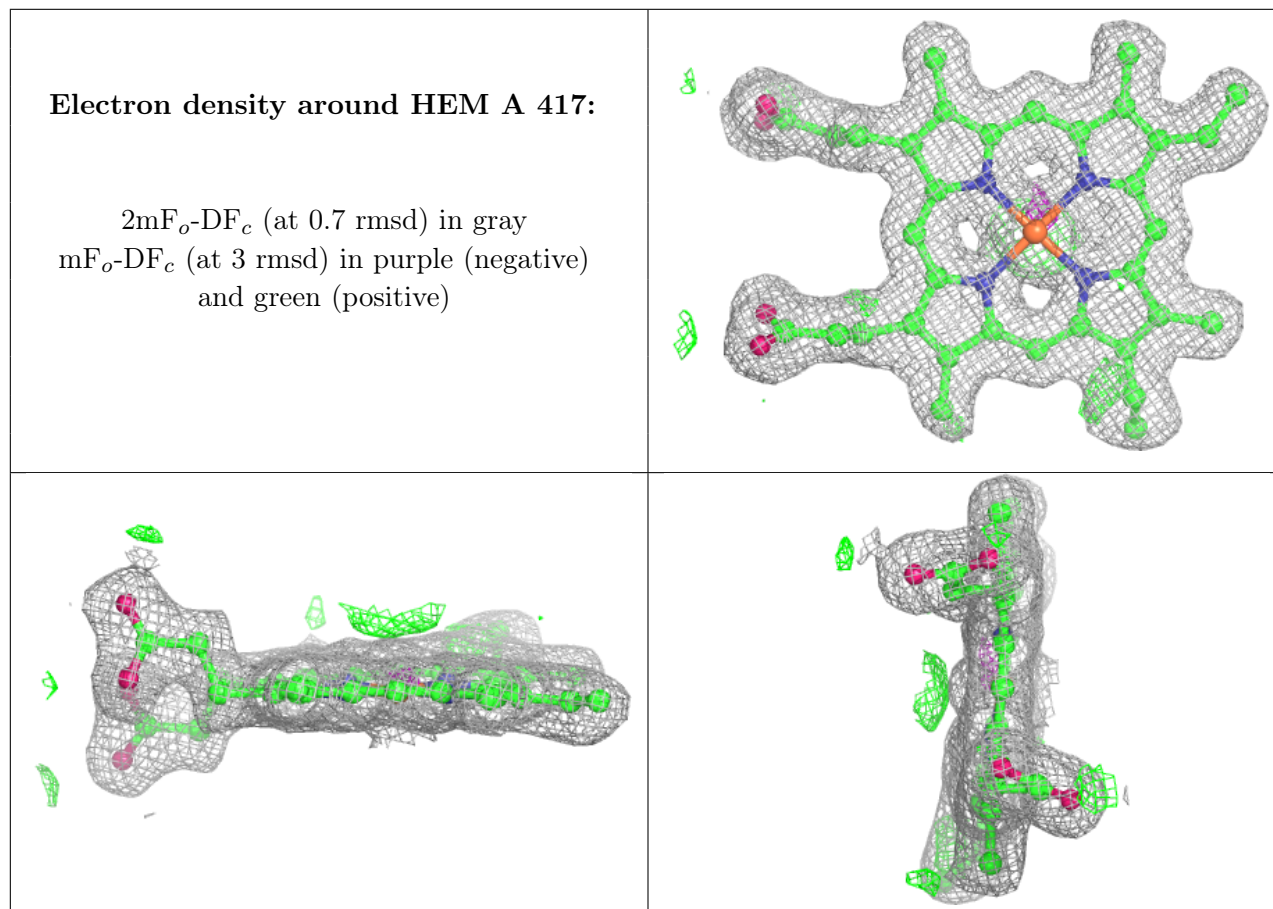 Electron density around HEM A 417:
2mFo-DFc (at 0.7 rmsd) in gray
mFo-DFc (at 3 rmsd) in purple (negative)
and green (positive)